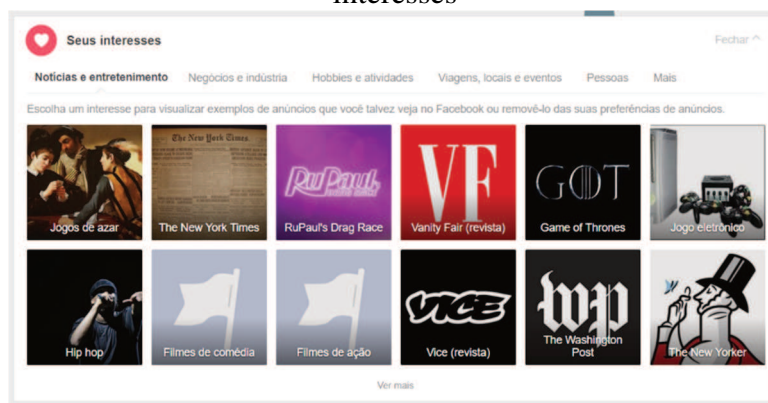 interesses
Seus interesses
Fechar ^
Notícias e entretenimento Negócios e indústria Hobbies e atividades Viagens, locais e eventos Pessoas Mais
Escolha um interesse para visualizar exemplos de anúncios que você talvez veja no Facebook ou removê-lo das suas preferências de anúncios.
The New York Times
RuPaul's
DRAG RACE
VF
GOT
Jogos de azar
The New York Times
RuPaul's Drag Race
Vanity Fair (revista)
Game of Thrones
Jogo eletrônico
VICE
wp
Hip hop
Filmes de comédia
Filmes de ação
Vice (revista)
The Washington
Post
The New Yorker
Ver mais